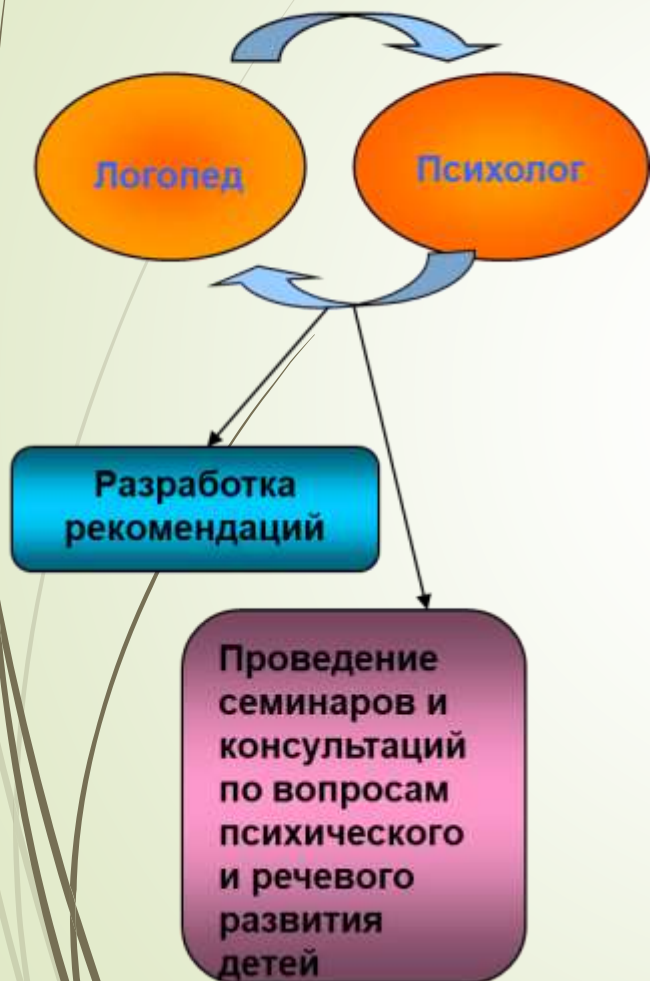 Логопед
Психолог
Разработка
рекомендаций
Проведение
семинаров и
консультаций
по вопросам
психического
и речевого
развития
детей